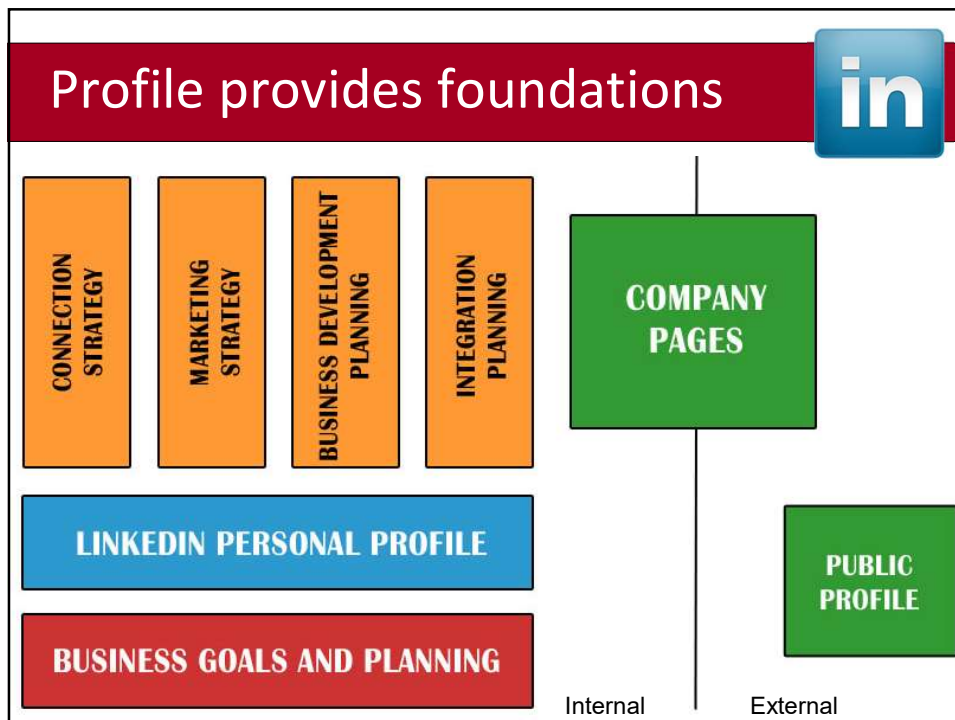 Profile provides foundations
in
CONNECTION
STRATEGY
MARKETING
STRATEGY
BUSINESS DEVELOPMENT
PLANNING
INTEGRATION
PLANNING
COMPANY
PAGES
LINKEDIN PERSONAL PROFILE
PUBLIC
PROFILE
BUSINESS GOALS AND PLANNING
Internal
External